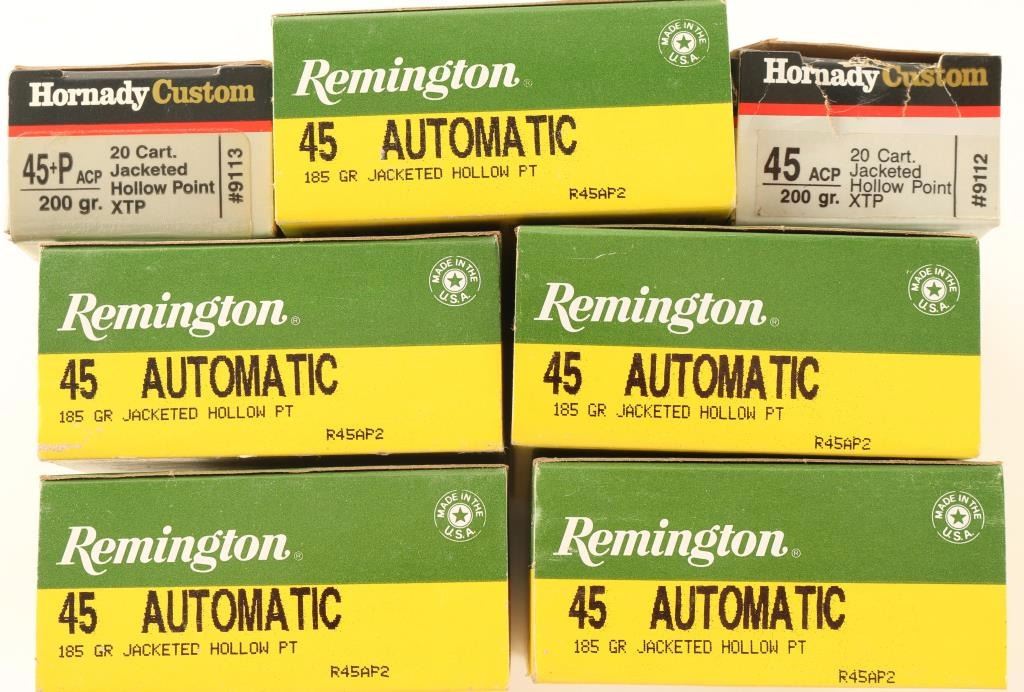 Hornady Custom
45+P ACP
200 gr.
20 Cart.
Jacketed
Hollow Point
XTP
#9113
Remington®
MADE IN THE U.S.A.
45 AUTOMATIC
185 GR JACKETED HOLLOW PT
R45AP2
Hornady Custom
45 ACP
200 gr.
20 Cart.
Jacketed
Hollow Point
XTP
#9112
Remington®
MADE IN THE U.S.A.
45 AUTOMATIC
185 GR JACKETED HOLLOW PT
R45AP2
Remington®
MADE IN THE U.S.A.
45 AUTOMATIC
185 GR JACKETED HOLLOW PT
R45AP2
Remington®
MADE IN THE U.S.A.
45 AUTOMATIC
185 GR JACKETED HOLLOW PT
R45AP2
Remington®
MADE IN THE U.S.A.
45 AUTOMATIC
185 GR JACKETED HOLLOW PT
R45AP2